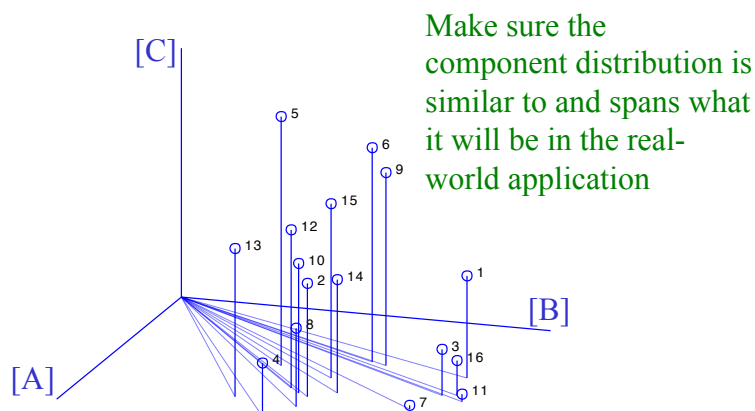 Make sure the
component distribution is
similar to and spans what
it will be in the real-
world application
[C]
5
6
9
15
12
13
10
2
14
1
[B]
8
3
16
4
[A]
11
7